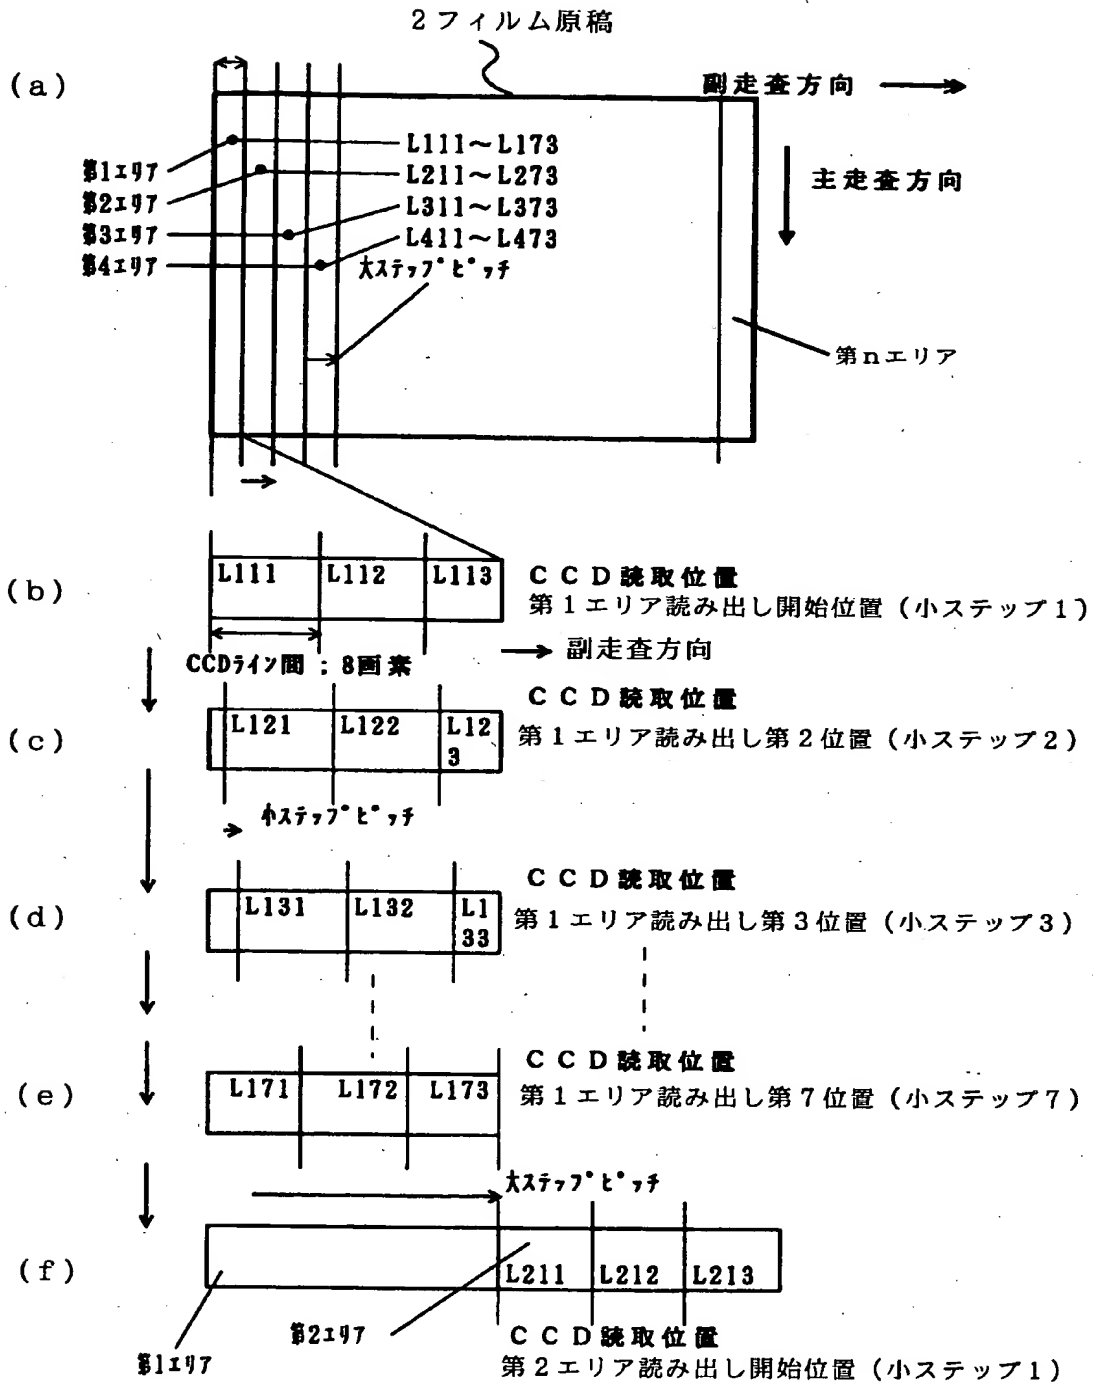 2フィルム原稿
(a)
副走査方向
第1エリア
L111～L173
第2エリア
L211～L273
主走査方向
第3エリア
L311～L373
第4エリア
L411～L473
大ステップピッチ
第nエリア
(b)
L111 L112 L113
CCD読取位置
第1エリア読み出し開始位置(小ステップ1)
CCDライン間:8画素
副走査方向
(c)
L121 L122 L12
3
CCD読取位置
第1エリア読み出し第2位置(小ステップ2)
小ステップピッチ
(d)
L131 L132 L1
33
CCD読取位置
第1エリア読み出し第3位置(小ステップ3)
(e)
L171 L172 L173
CCD読取位置
第1エリア読み出し第7位置(小ステップ7)
大ステップピッチ
(f)
L211 L212 L213
第2エリア
第1エリア
CCD読取位置
第2エリア読み出し開始位置(小ステップ1)